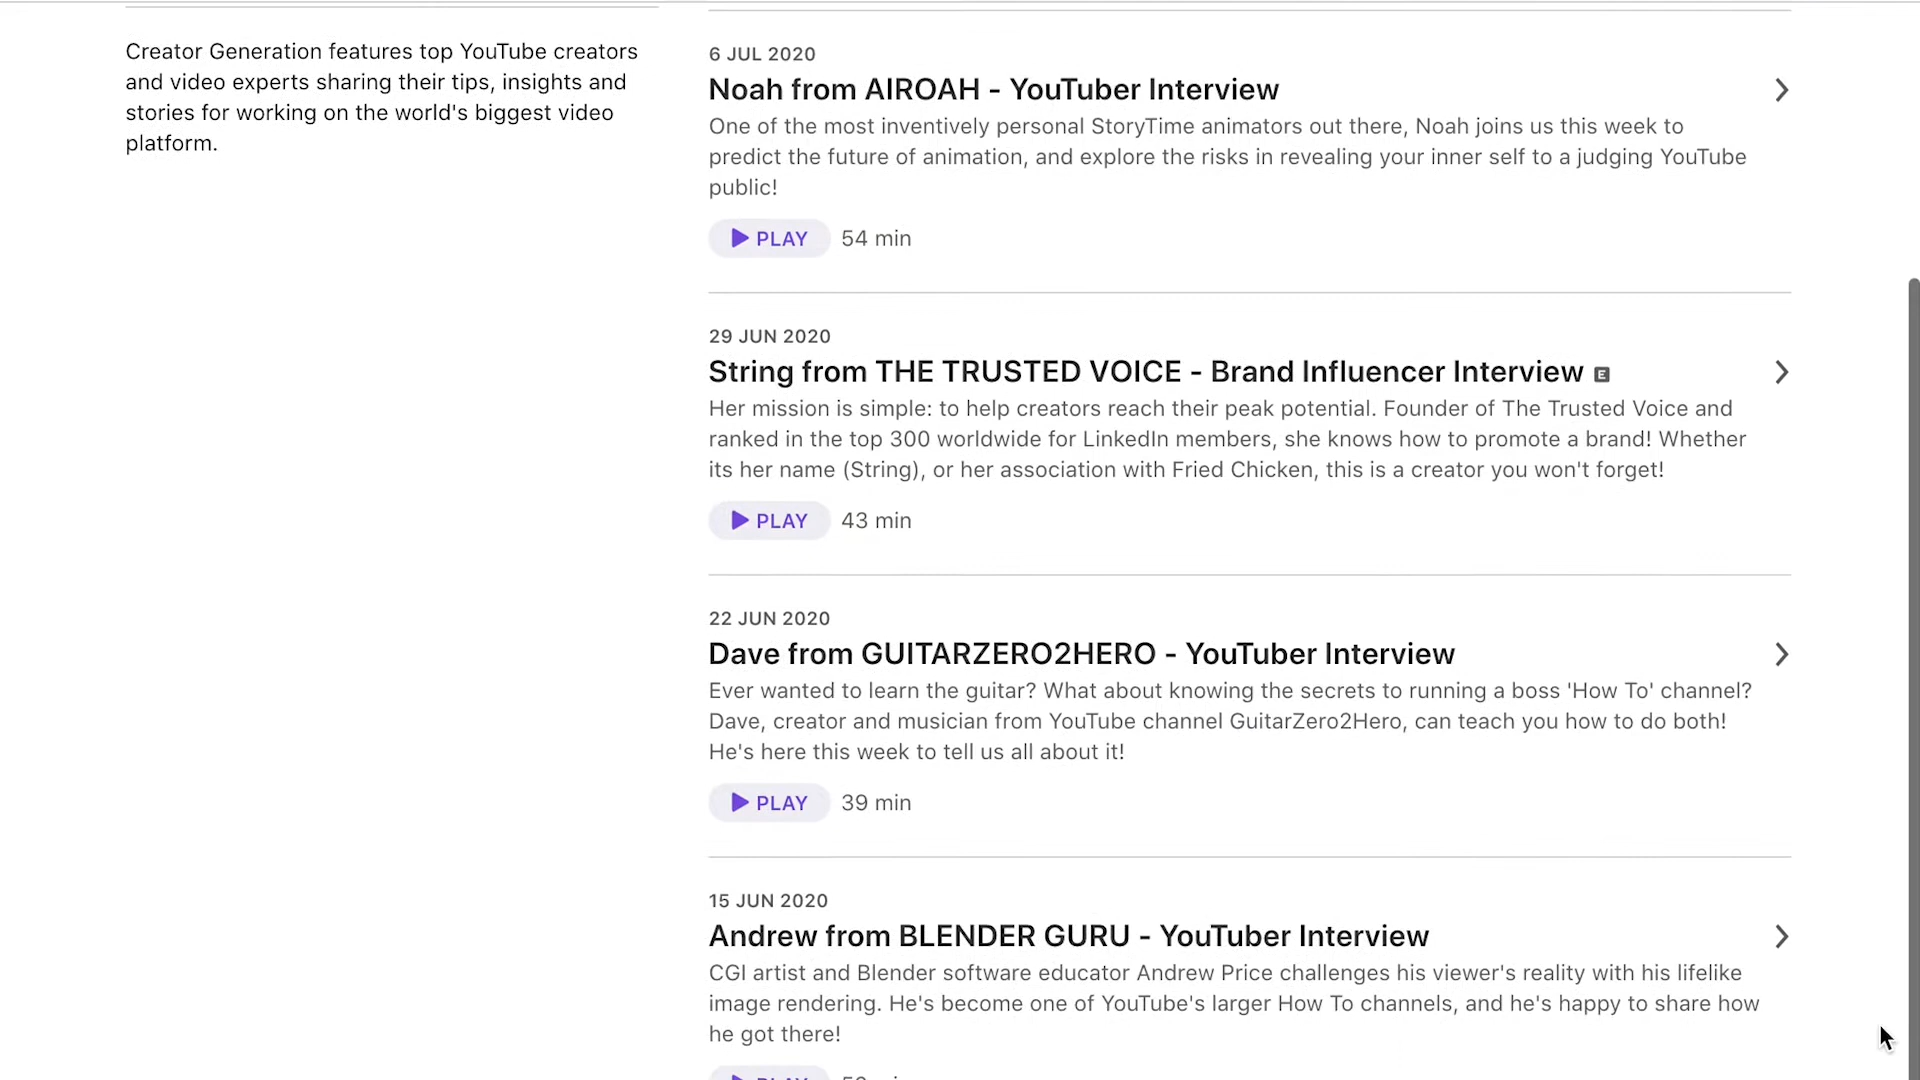 Creator Generation features top YouTube creators
and video experts sharing their tips, insights and
stories for working on the world's biggest video
platform.
6 JUL 2020
Noah from AIROAH - YouTuber Interview
One of the most inventively personal StoryTime animators out there, Noah joins us this week to
predict the future of animation, and explore the risks in revealing your inner self to a judging YouTube
public!
PLAY 54 min
29 JUN 2020
String from THE TRUSTED VOICE - Brand Influencer Interview E
Her mission is simple: to help creators reach their peak potential. Founder of The Trusted Voice and
ranked in the top 300 worldwide for LinkedIn members, she knows how to promote a brand! Whether
its her name (String), or her association with Fried Chicken, this is a creator you won't forget!
PLAY 43 min
22 JUN 2020
Dave from GUITARZERO2HERO - YouTuber Interview
Ever wanted to learn the guitar? What about knowing the secrets to running a boss 'How To' channel?
Dave, creator and musician from YouTube channel GuitarZero2Hero, can teach you how to do both!
He's here this week to tell us all about it!
PLAY 39 min
15 JUN 2020
Andrew from BLENDER GURU - YouTuber Interview
CGI artist and Blender software educator Andrew Price challenges his viewer's reality with his lifelike
image rendering. He's become one of YouTube's larger How To channels, and he's happy to share how
he got there!
PLAY